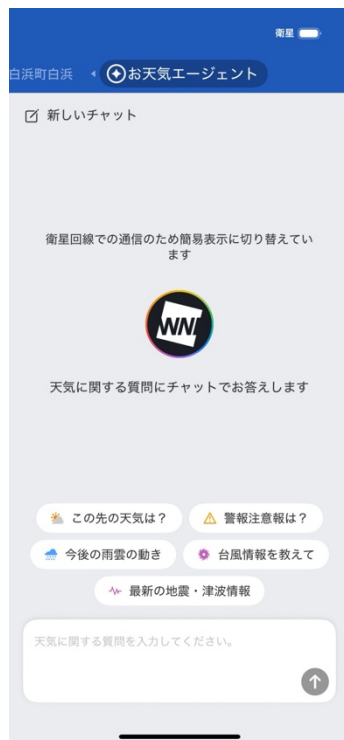 衛星
白浜町白浜
お天気エージェント
新しいチャット
衛星回線での通信のため簡易表示に切り替えてい
ます
WNI
天気に関する質問にチャットでお答えします
この先の天気は？
警報注意報は？
今後の雨雲の動き
台風情報を教えて
最新の地震・津波情報
天気に関する質問を入力してください。